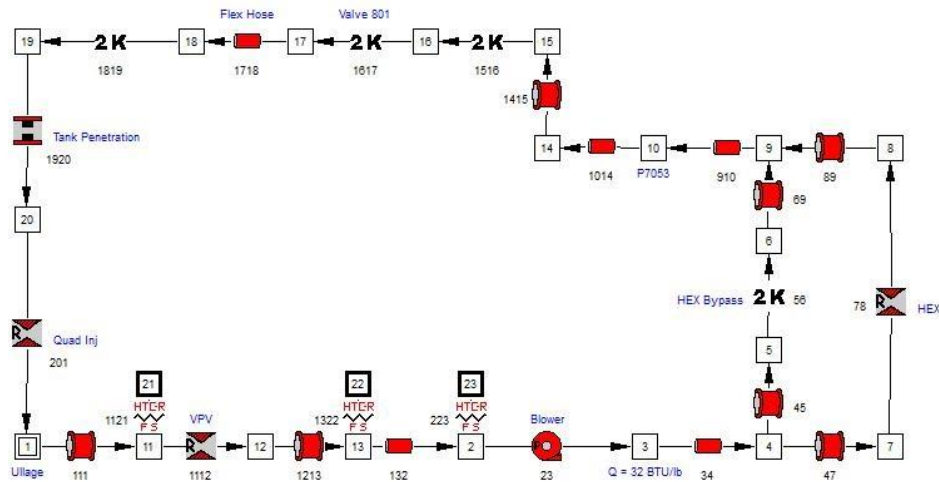 Flex Hose
Valve 801
19
2 K
18
17
2 K
16
2 K
15
1819
1718
1617
1516
1415
Tank Penetration
1920
14
10
9
8
1014
P7053
910
89
69
20
6
HEX Bypass
2 K
56
78
R
HEX
R
Quad Inj
201
5
21
22
23
45
1121
HTC-R
F S
VPV
1322
HTC-R
F S
223
HTC-R
F S
Blower
1
11
R
12
13
2
3
4
7
Ullage
111
1112
1213
132
23
Q = 32 BTU/lb
34
47